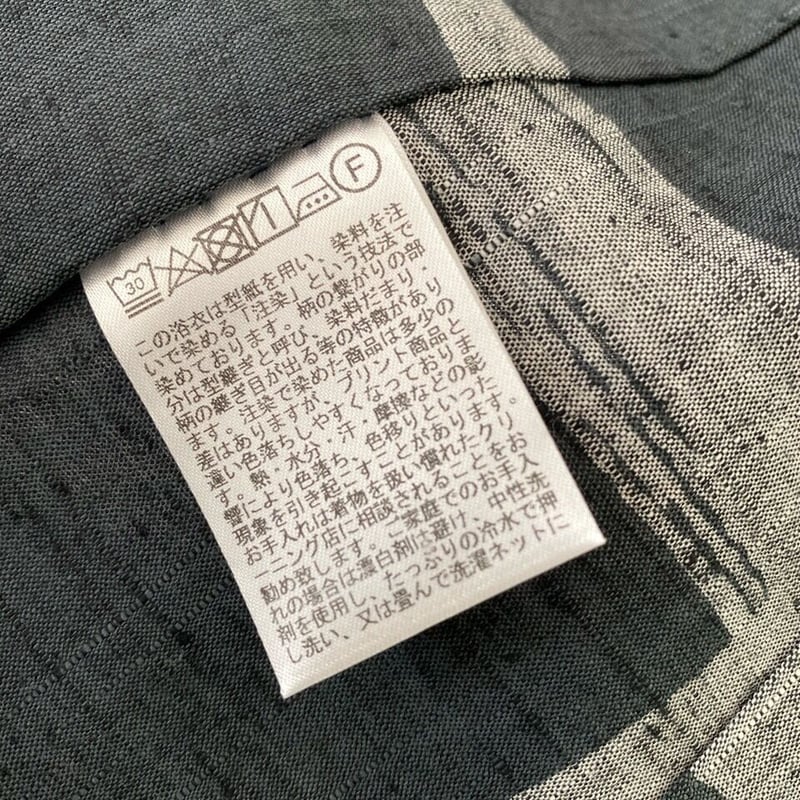 30 F
この浴衣は型紙を用い、染料を注
いで染める「注染」という技法で
染めております。柄の繋がりの部
分は型継ぎと呼び、染料だまり・
柄の継ぎ目が出る等の特徴があり
ます。注染で染めた商品は多少の
差はありますが、プリント商品と
違い色落ちしやすくなっておりま
す。熱・水分・汗・摩擦などの影
響により色落ち、色移りといった
現象を引き起こすことがあります。
お手入れは着物を扱い慣れたクリ
ーニング店に相談されることをお
勧め致します。ご家庭でのお手入
れの場合は漂白剤は避け、中性洗
剤を使用し、たっぷりの冷水で押
し洗い、又は畳んで洗濯ネットに